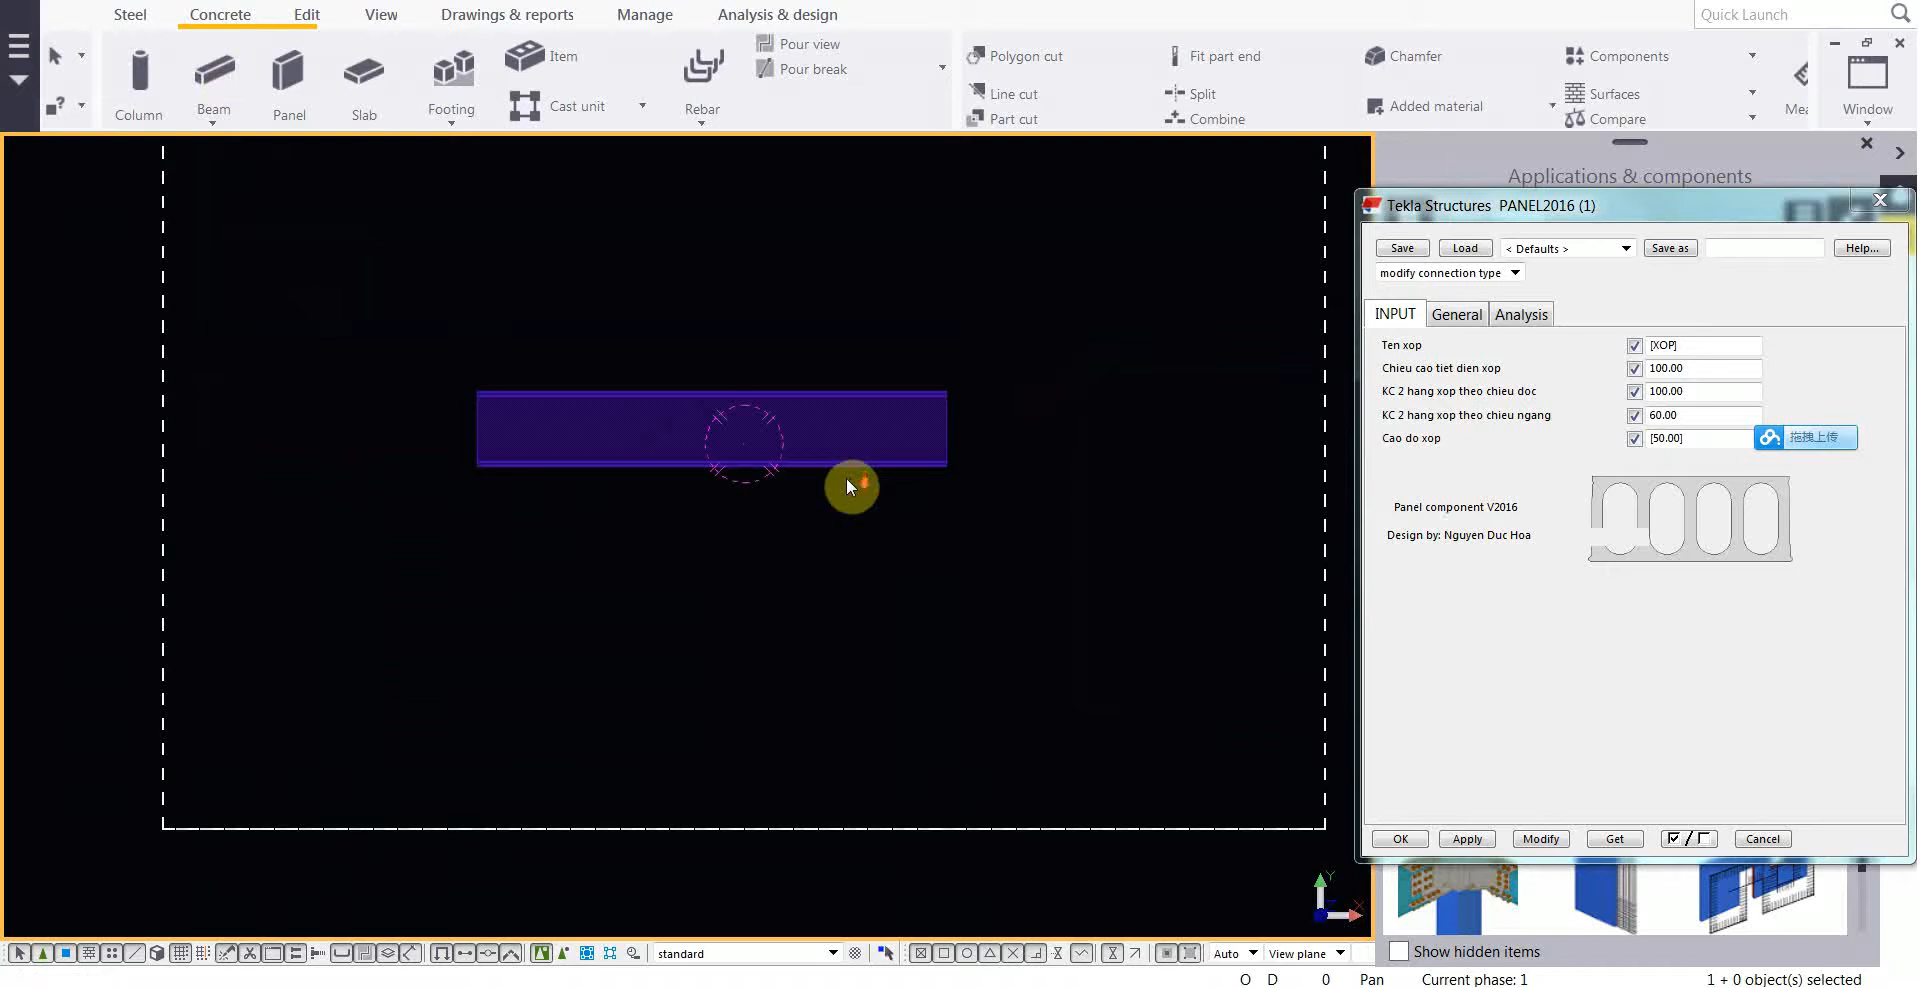 Steel Concrete Edit View Drawings & reports Manage Analysis & design Quick Launch
Item
Pour view
Pour break
Polygon cut
Fit part end
Chamfer
Components
Column
Beam
Panel
Slab
Footing
Cast unit
Rebar
Line cut
Split
Added material
Surfaces
Window
Part cut
Combine
Compare
Applications & components
Tekla Structures PANEL2016 (1)
Save Load < Defaults > Save as Help...
modify connection type
INPUT General Analysis
Ten xop [XOP]
Chieu cao tiet dien xop 100.00
KC 2 hang xop theo chieu doc 100.00
KC 2 hang xop theo chieu ngang 60.00
Cao do xop [50.00] 拖拽上传
Panel component V2016
Design by: Nguyen Duc Hoa
OK Apply Modify Get / Cancel
Y
X
Show hidden items
standard Auto View plane
O D 0 Pan Current phase: 1 1 + 0 object(s) selected